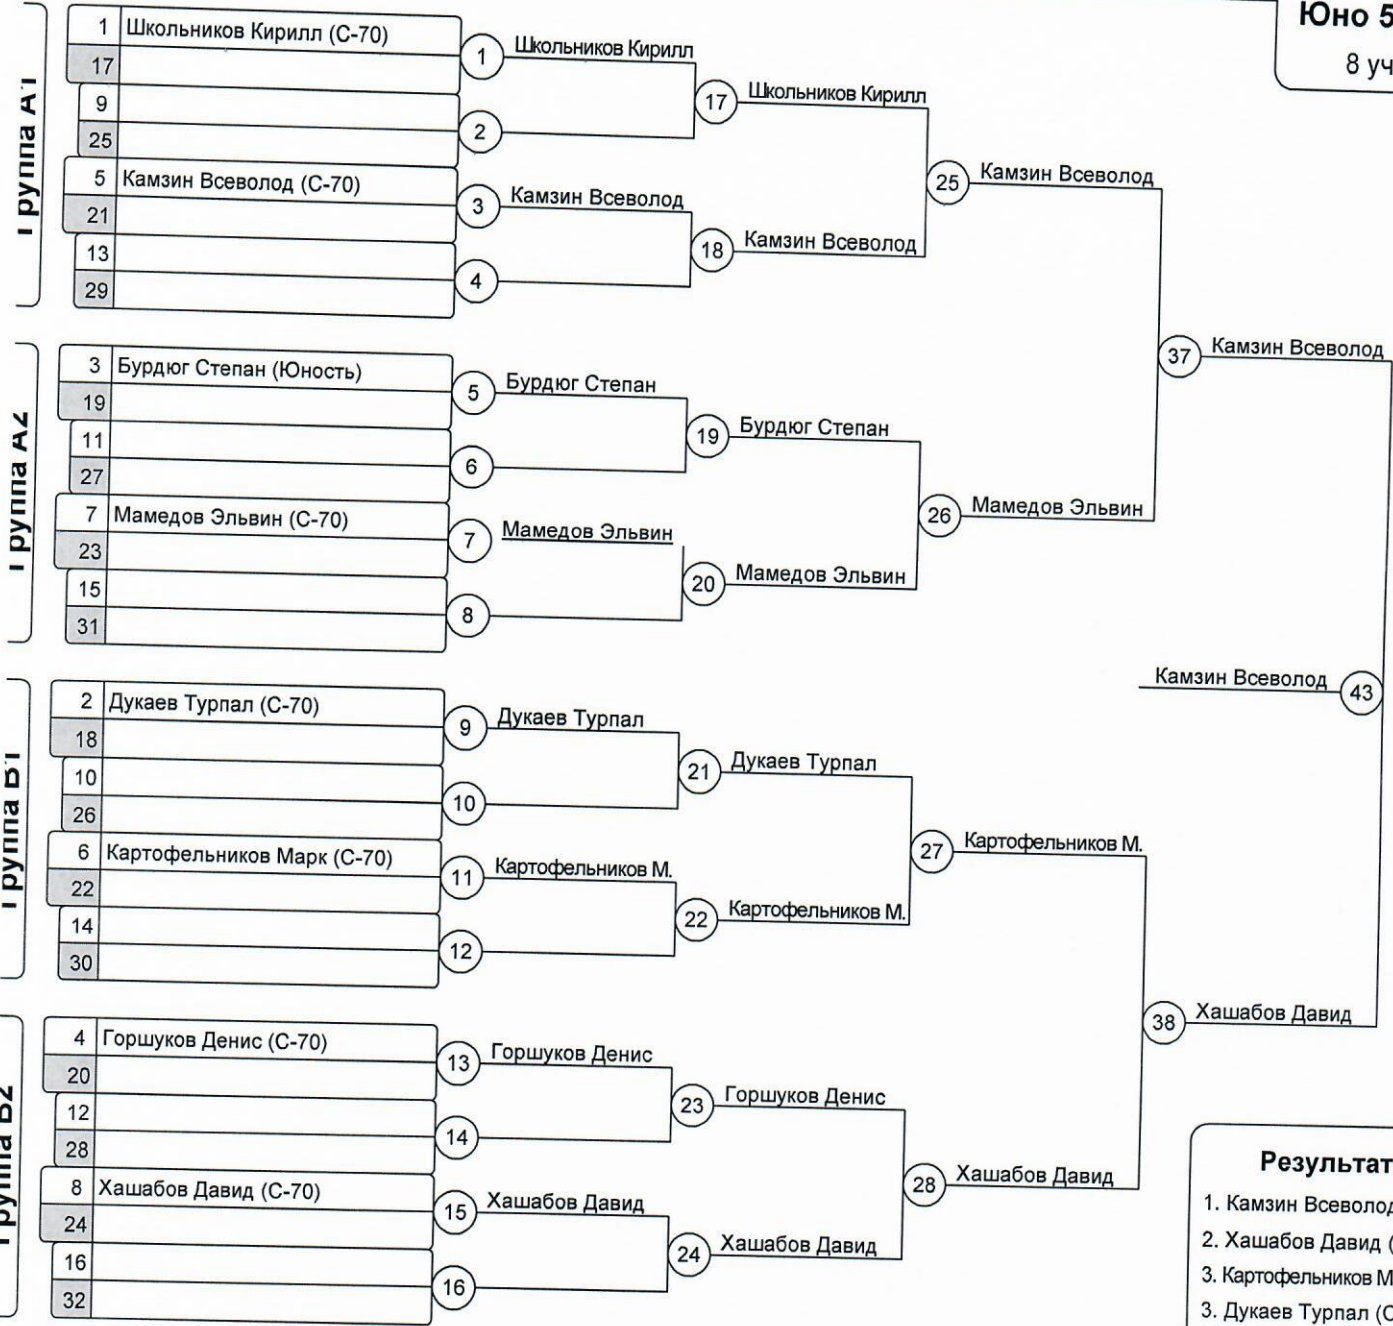 Юно 5
8 уч
Группа A1
1 Школьников Кирилл (С-70)
17
9
25
5 Камзин Всеволод (С-70)
21
13
29
1 Школьников Кирилл
2
3 Камзин Всеволод
4
17 Школьников Кирилл
18 Камзин Всеволод
25 Камзин Всеволод
Группа A2
3 Бурдюг Степан (Юность)
19
11
27
7 Мамедов Эльвин (С-70)
23
15
31
5 Бурдюг Степан
6
7 Мамедов Эльвин
8
19 Бурдюг Степан
20 Мамедов Эльвин
26 Мамедов Эльвин
37 Камзин Всеволод
Группа B1
2 Дукаев Турпал (С-70)
18
10
26
6 Картофельников Марк (С-70)
22
14
30
9 Дукаев Турпал
10
11 Картофельников М.
12
21 Дукаев Турпал
22 Картофельников М.
27 Картофельников М.
Группа B2
4 Горшуков Денис (С-70)
20
12
28
8 Хашабов Давид (С-70)
24
16
32
13 Горшуков Денис
14
15 Хашабов Давид
16
23 Горшуков Денис
24 Хашабов Давид
28 Хашабов Давид
38 Хашабов Давид
Камзин Всеволод 43
Результат
1. Камзин Всеволод
2. Хашабов Давид (
3. Картофельников М
3. Дукаев Турпал (С